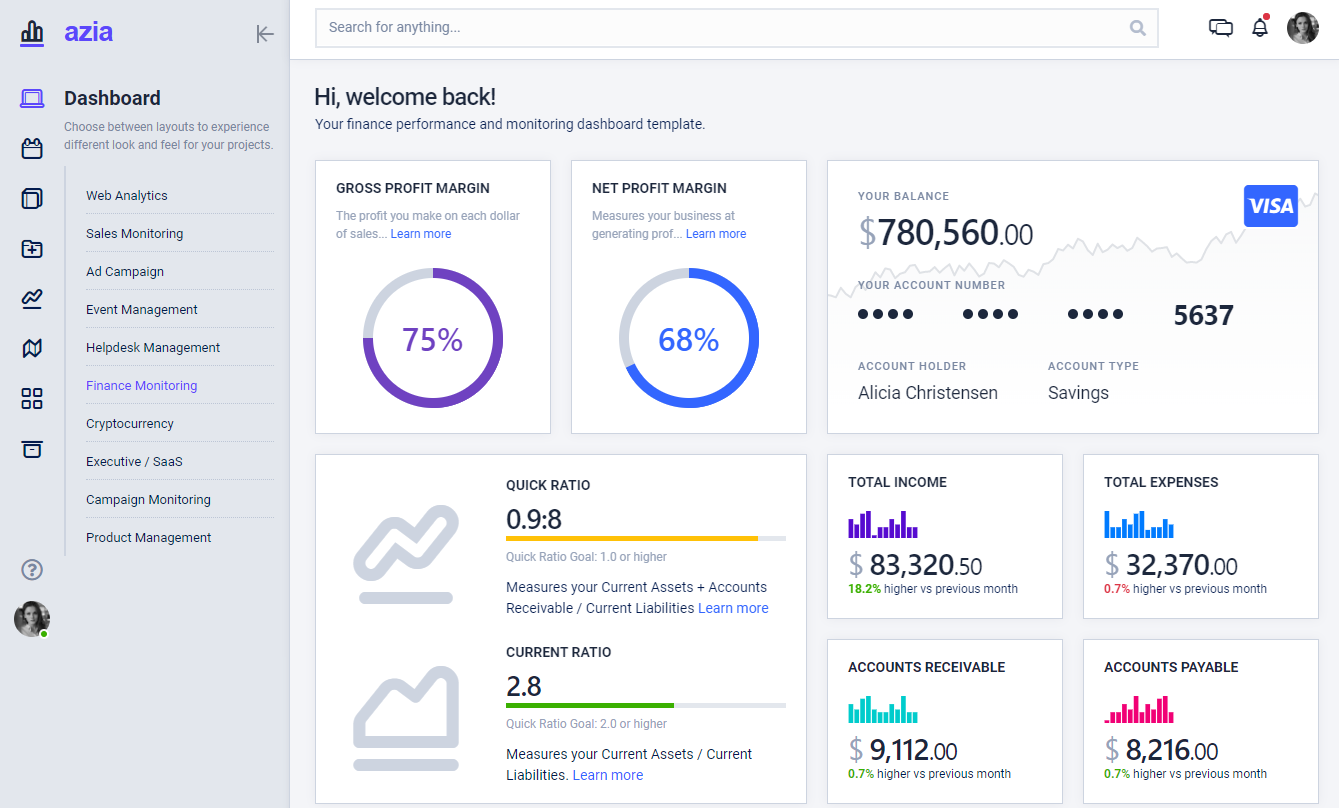 azia
Search for anything...
Dashboard
Choose between layouts to experience
different look and feel for your projects.
Web Analytics
Sales Monitoring
Ad Campaign
Event Management
Helpdesk Management
Finance Monitoring
Cryptocurrency
Executive / SaaS
Campaign Monitoring
Product Management
Hi, welcome back!
Your finance performance and monitoring dashboard template.
GROSS PROFIT MARGIN
The profit you make on each dollar
of sales... Learn more
75%
NET PROFIT MARGIN
Measures your business at
generating prof... Learn more
68%
YOUR BALANCE
VISA
$780,560.00
YOUR ACCOUNT NUMBER
●●●● ●●●● ●●●● 5637
ACCOUNT HOLDER
Alicia Christensen
ACCOUNT TYPE
Savings
QUICK RATIO
0.9:8
Quick Ratio Goal: 1.0 or higher
Measures your Current Assets + Accounts
Receivable / Current Liabilities Learn more
CURRENT RATIO
2.8
Quick Ratio Goal: 2.0 or higher
Measures your Current Assets / Current
Liabilities. Learn more
TOTAL INCOME
$ 83,320.50
18.2% higher vs previous month
TOTAL EXPENSES
$ 32,370.00
0.7% higher vs previous month
ACCOUNTS RECEIVABLE
$ 9,112.00
0.7% higher vs previous month
ACCOUNTS PAYABLE
$ 8,216.00
0.7% higher vs previous month